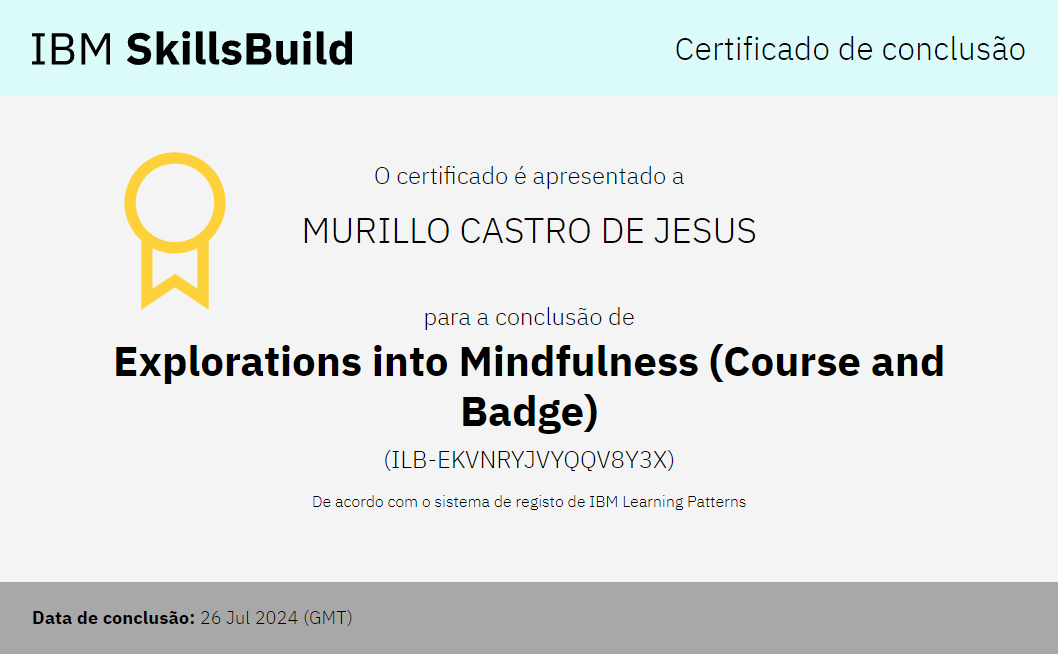 IBM SkillsBuild
Certificado de conclusão
O certificado é apresentado a
MURILLO CASTRO DE JESUS
para a conclusão de
Explorations into Mindfulness (Course and
Badge)
(ILB-EKVNRYJVYQQV8Y3X)
De acordo com o sistema de registo de IBM Learning Patterns
Data de conclusão: 26 Jul 2024 (GMT)